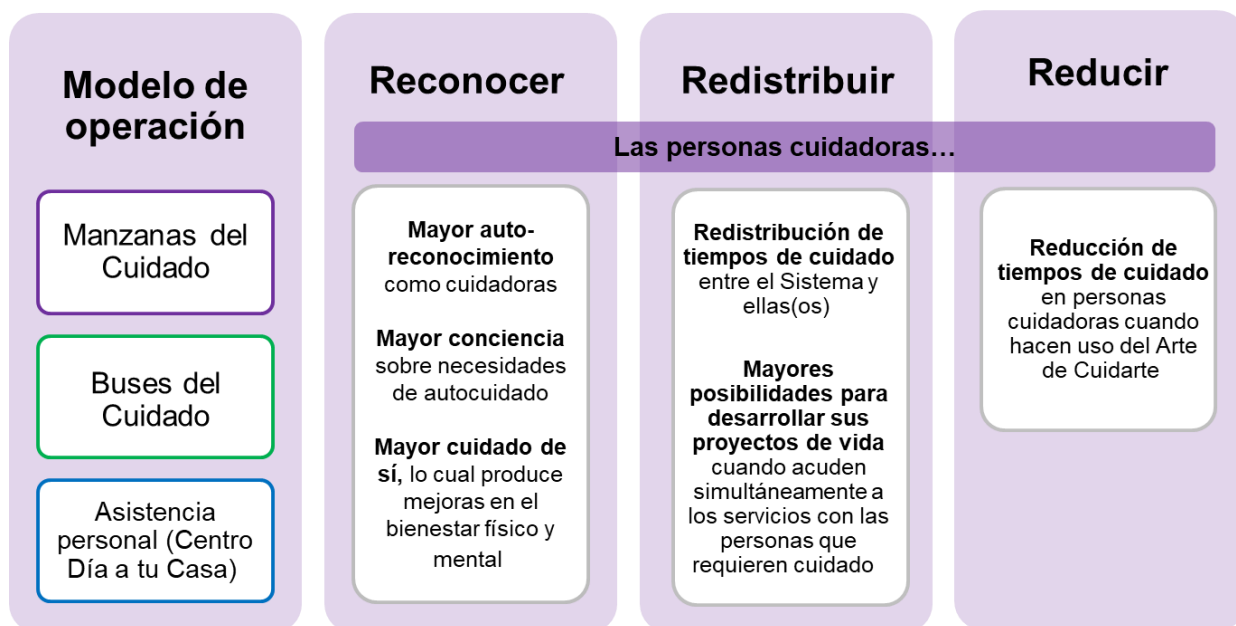 Modelo de
operación
Manzanas del
Cuidado
Buses del
Cuidado
Asistencia
personal (Centro
Día a tu Casa)
Reconocer
Redistribuir
Reducir
Las personas cuidadoras...
Mayor auto-
reconocimiento
como cuidadoras
Mayor conciencia
sobre necesidades
de autocuidado
Mayor cuidado de
sí, lo cual produce
mejoras en el
bienestar físico y
mental
Redistribución de
tiempos de cuidado
entre el Sistema y
ellas(os)
Mayores
posibilidades para
desarrollar sus
proyectos de vida
cuando acuden
simultáneamente a
los servicios con las
personas que
requieren cuidado
Reducción de
tiempos de cuidado
en personas
cuidadoras cuando
hacen uso del Arte
de Cuidarte